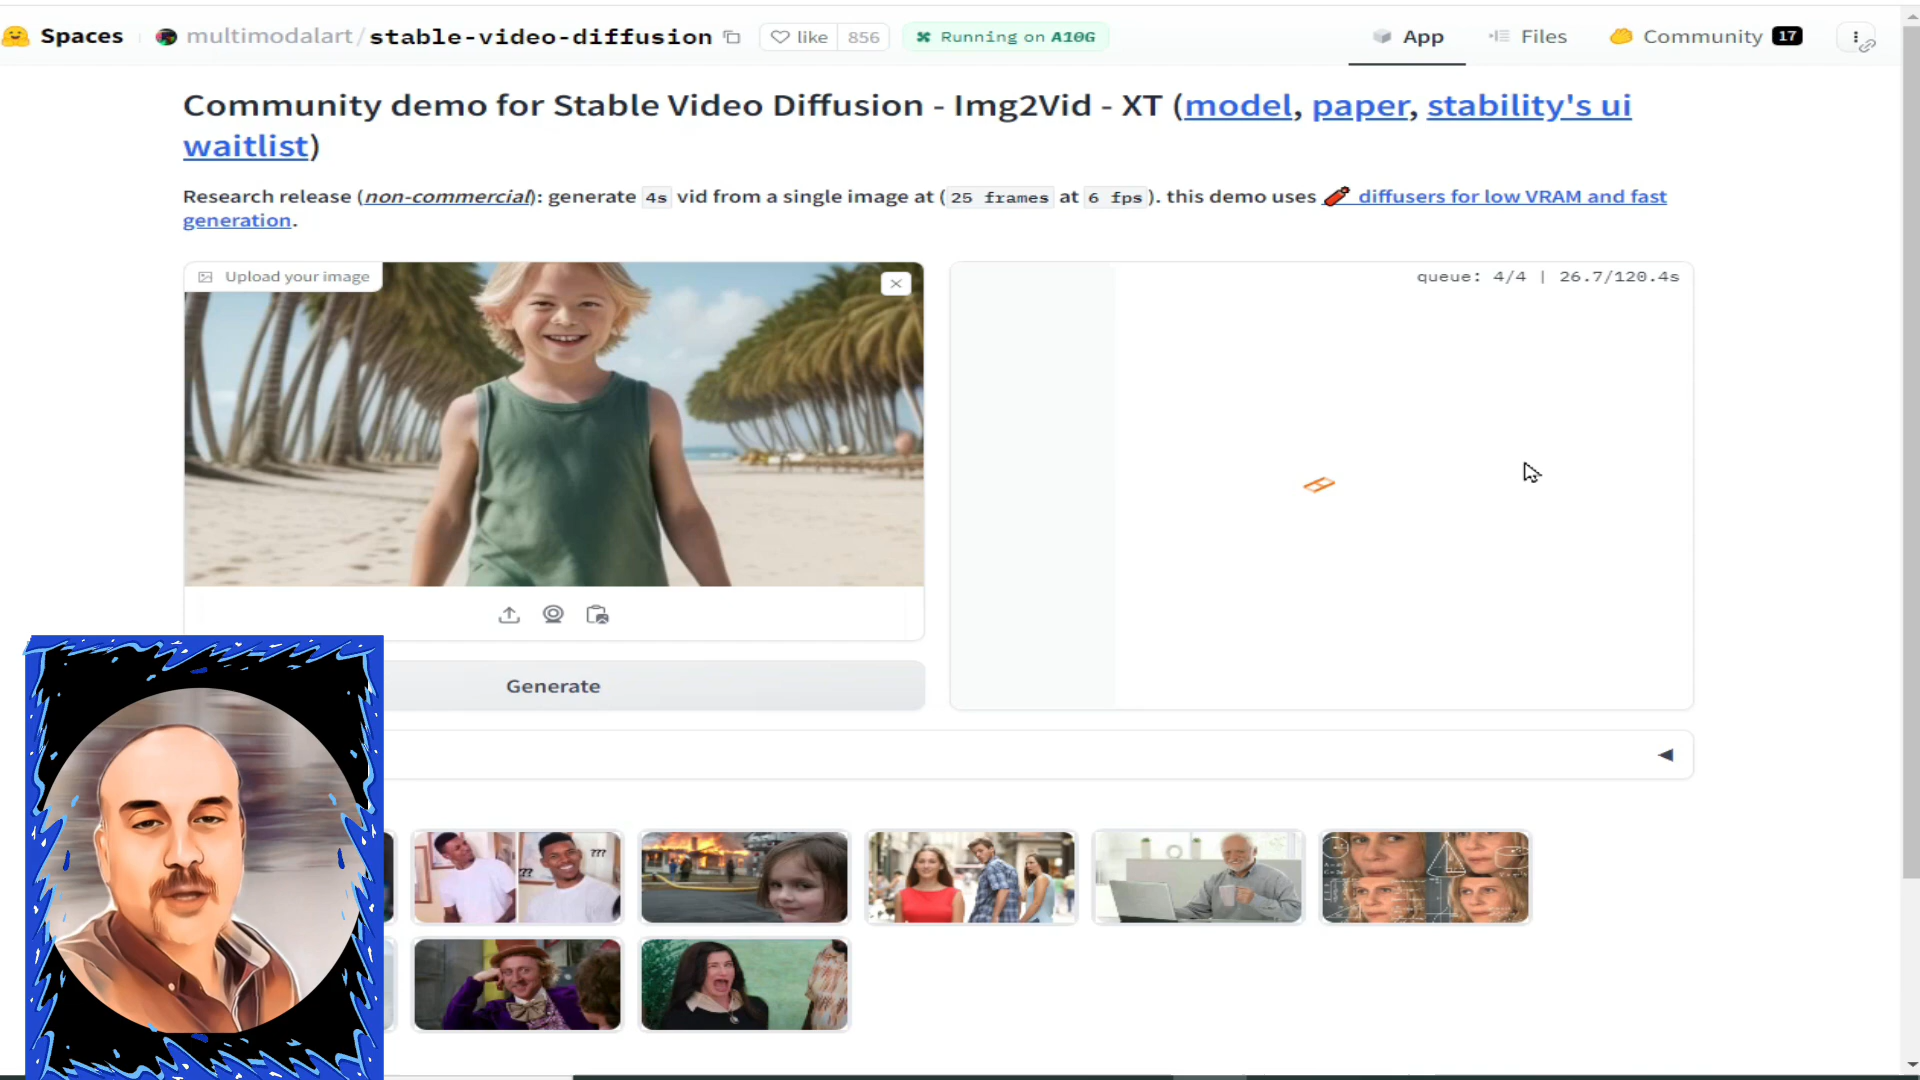 Spaces
multimodalart/stable-video-diffusion
like 856
Running on A10G
App
Files
Community 17
Community demo for Stable Video Diffusion - Img2Vid - XT (model, paper, stability's ui
waitlist)
Research release (non-commercial): generate 4s vid from a single image at (25 frames at 6 fps). this demo uses diffusers for low VRAM and fast
generation.
Upload your image
queue: 4/4 | 26.7/120.4s
Generate
???
???